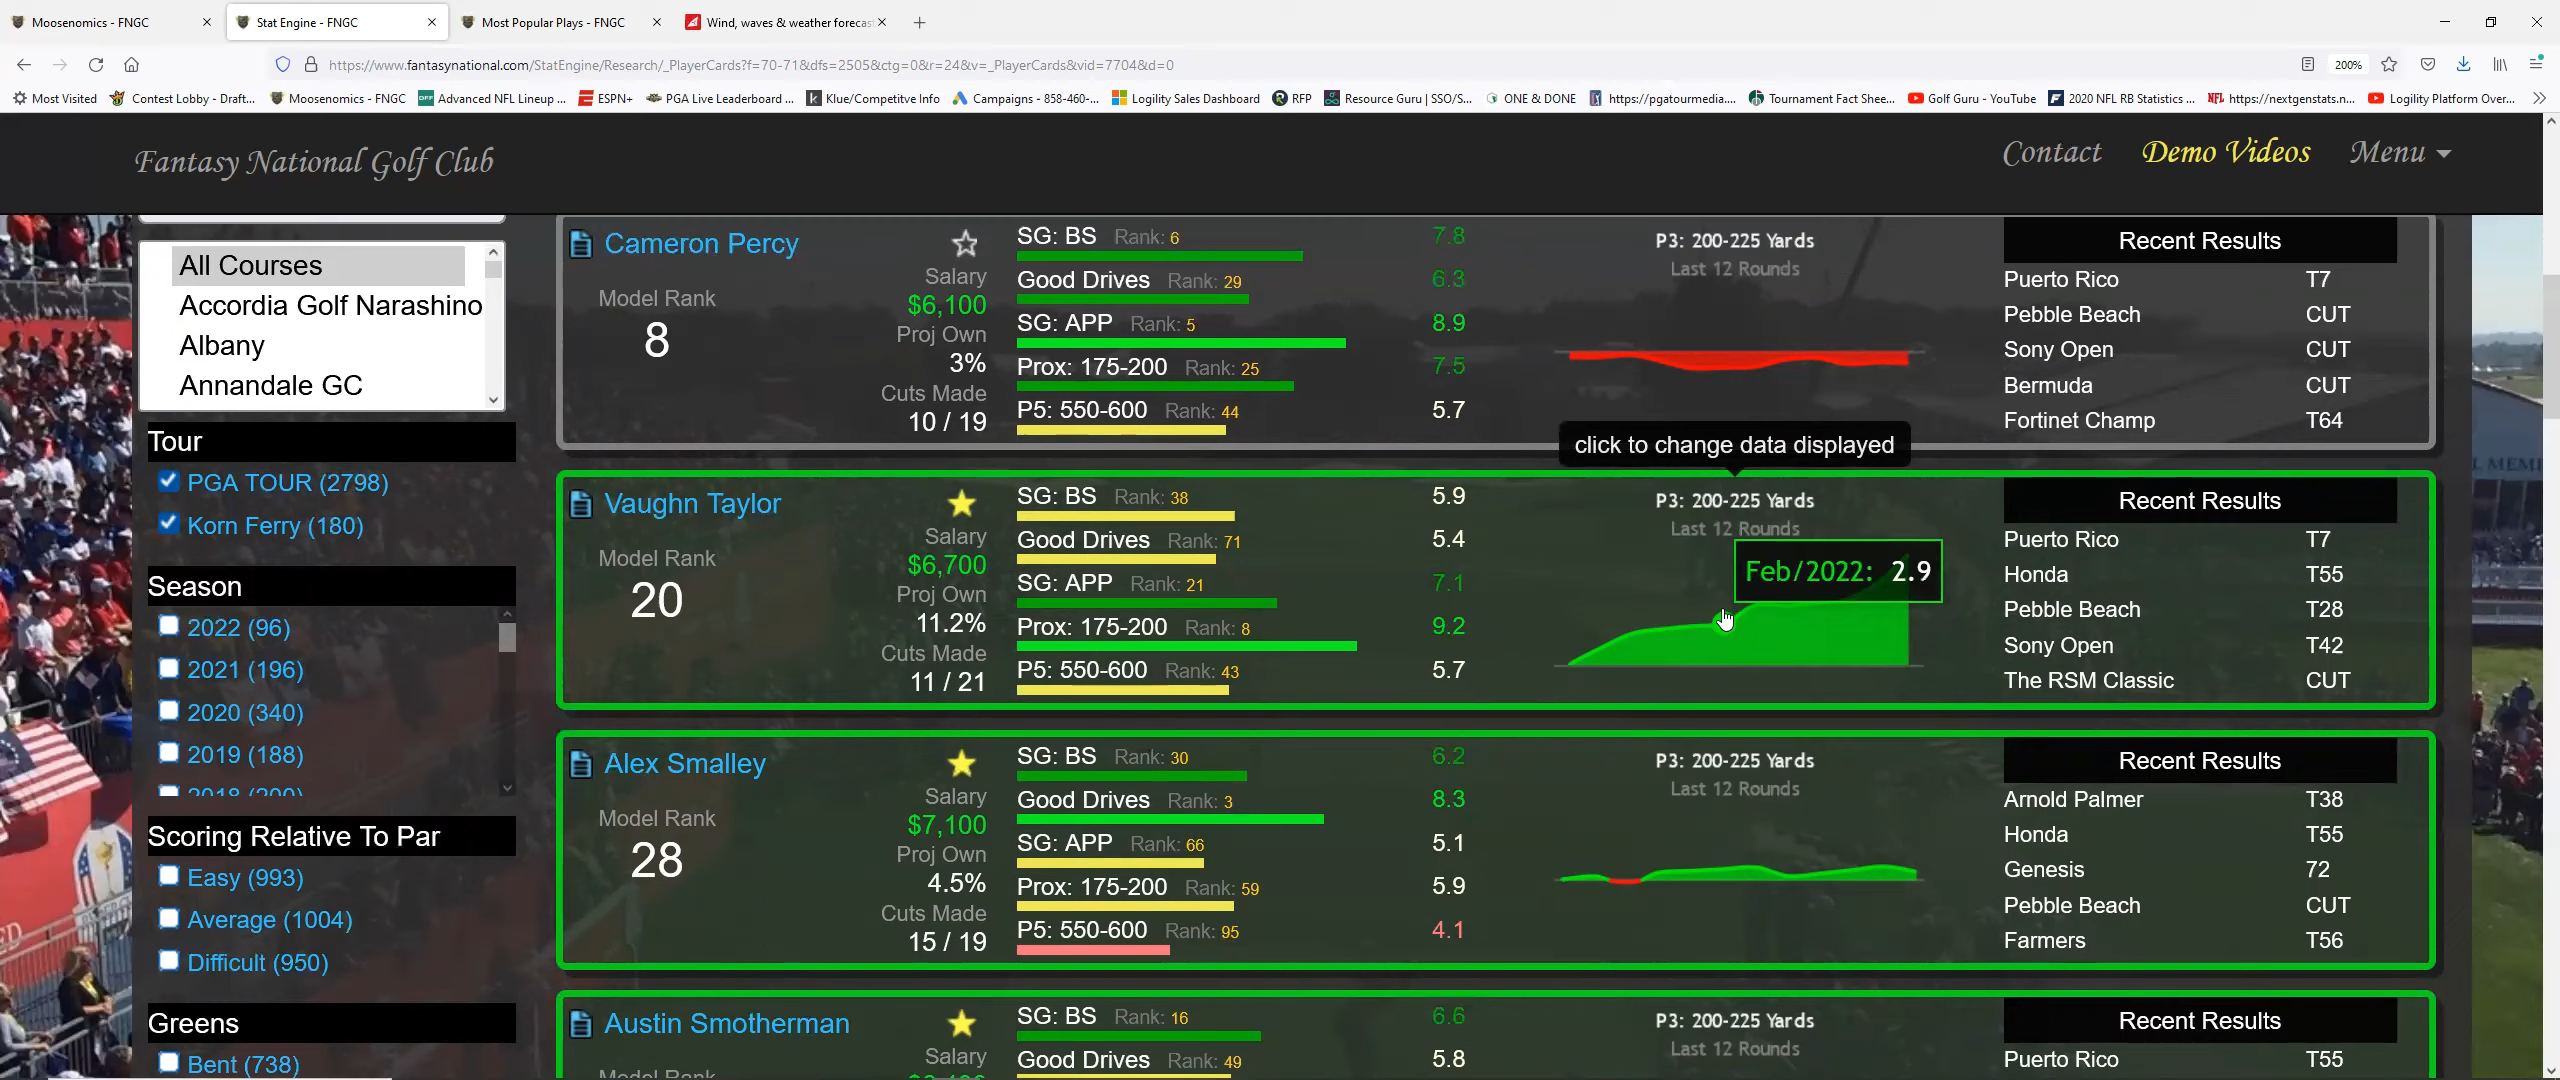 Moosenomics - FNGC
Stat Engine - FNGC
Most Popular Plays - FNGC
Wind, waves & weather forecas
https://www.fantasynational.com/StatEngine/Research/_PlayerCards?f=70-71&dfs=2505&ctg=0&r=24&v=_PlayerCards&vid=7704&d=0
200%
Most Visited
Contest Lobby - Draft...
Moosenomics - FNGC
Advanced NFL Lineup ...
ESPN+
PGA Live Leaderboard ...
Klue/Competitve Info
Campaigns - 858-460-...
Logility Sales Dashboard
RFP
Resource Guru | SSO/S...
ONE & DONE
https://pgatourmedia....
Tournament Fact Shee...
Golf Guru - YouTube
2020 NFL RB Statistics ...
https://nextgenstats.n...
Logility Platform Over...
Fantasy National Golf Club
Contact
Demo Videos
Menu
All Courses
Accordia Golf Narashino
Albany
Annandale GC
Tour
PGA TOUR (2798)
Korn Ferry (180)
Season
2022 (96)
2021 (196)
2020 (340)
2019 (188)
2018 (200)
Scoring Relative To Par
Easy (993)
Average (1004)
Difficult (950)
Greens
Bent (738)
Cameron Percy
Model Rank
8
Salary
$6,100
Proj Own
3%
Cuts Made
10 / 19
SG: BS Rank: 6 7.8
Good Drives Rank: 29 6.3
SG: APP Rank: 5 8.9
Prox: 175-200 Rank: 25 7.5
P5: 550-600 Rank: 44 5.7
P3: 200-225 Yards
Last 12 Rounds
Recent Results
Puerto Rico T7
Pebble Beach CUT
Sony Open CUT
Bermuda CUT
Fortinet Champ T64
click to change data displayed
Vaughn Taylor
Model Rank
20
Salary
$6,700
Proj Own
11.2%
Cuts Made
11 / 21
SG: BS Rank: 38 5.9
Good Drives Rank: 71 5.4
SG: APP Rank: 21 7.1
Prox: 175-200 Rank: 8 9.2
P5: 550-600 Rank: 43 5.7
P3: 200-225 Yards
Last 12 Rounds
Feb/2022: 2.9
Recent Results
Puerto Rico T7
Honda T55
Pebble Beach T28
Sony Open T42
The RSM Classic CUT
Alex Smalley
Model Rank
28
Salary
$7,100
Proj Own
4.5%
Cuts Made
15 / 19
SG: BS Rank: 30 6.2
Good Drives Rank: 3 8.3
SG: APP Rank: 66 5.1
Prox: 175-200 Rank: 59 5.9
P5: 550-600 Rank: 95 4.1
P3: 200-225 Yards
Last 12 Rounds
Recent Results
Arnold Palmer T38
Honda T55
Genesis 72
Pebble Beach CUT
Farmers T56
Austin Smotherman
Model Rank
Salary
SG: BS Rank: 16 6.6
Good Drives Rank: 49 5.8
P3: 200-225 Yards
Last 12 Rounds
Recent Results
Puerto Rico T55